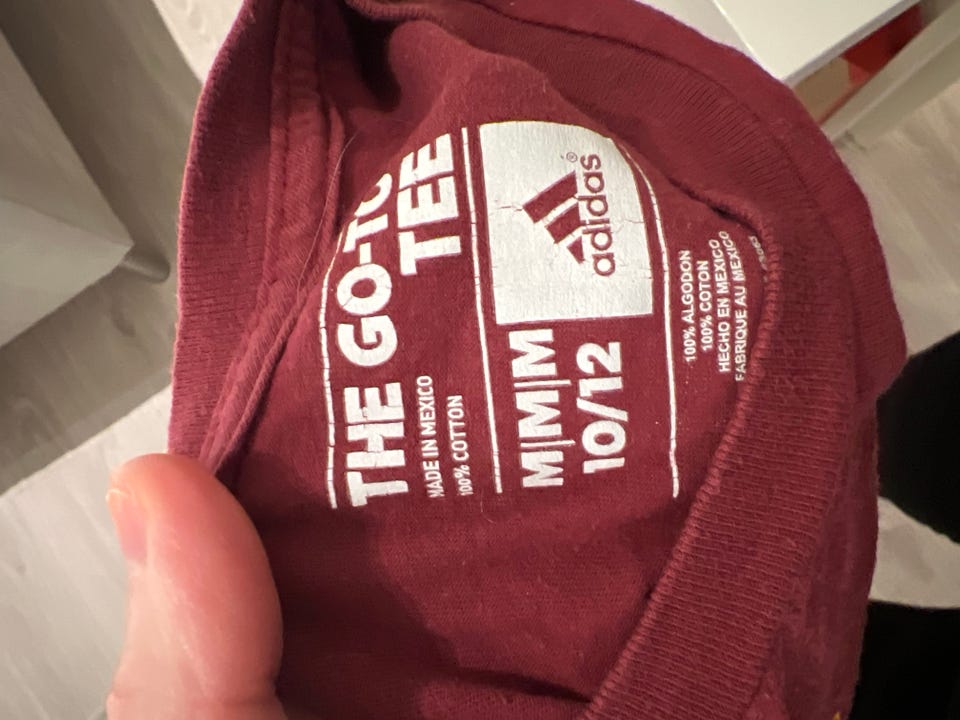 THE GO-TO
TEE
MADE IN MEXICO
100% COTTON
adidas®
M|M|M
10/12
100% ALGODON
100% COTON
HECHO EN MEXICO
FABRIQUE AU MEXICO